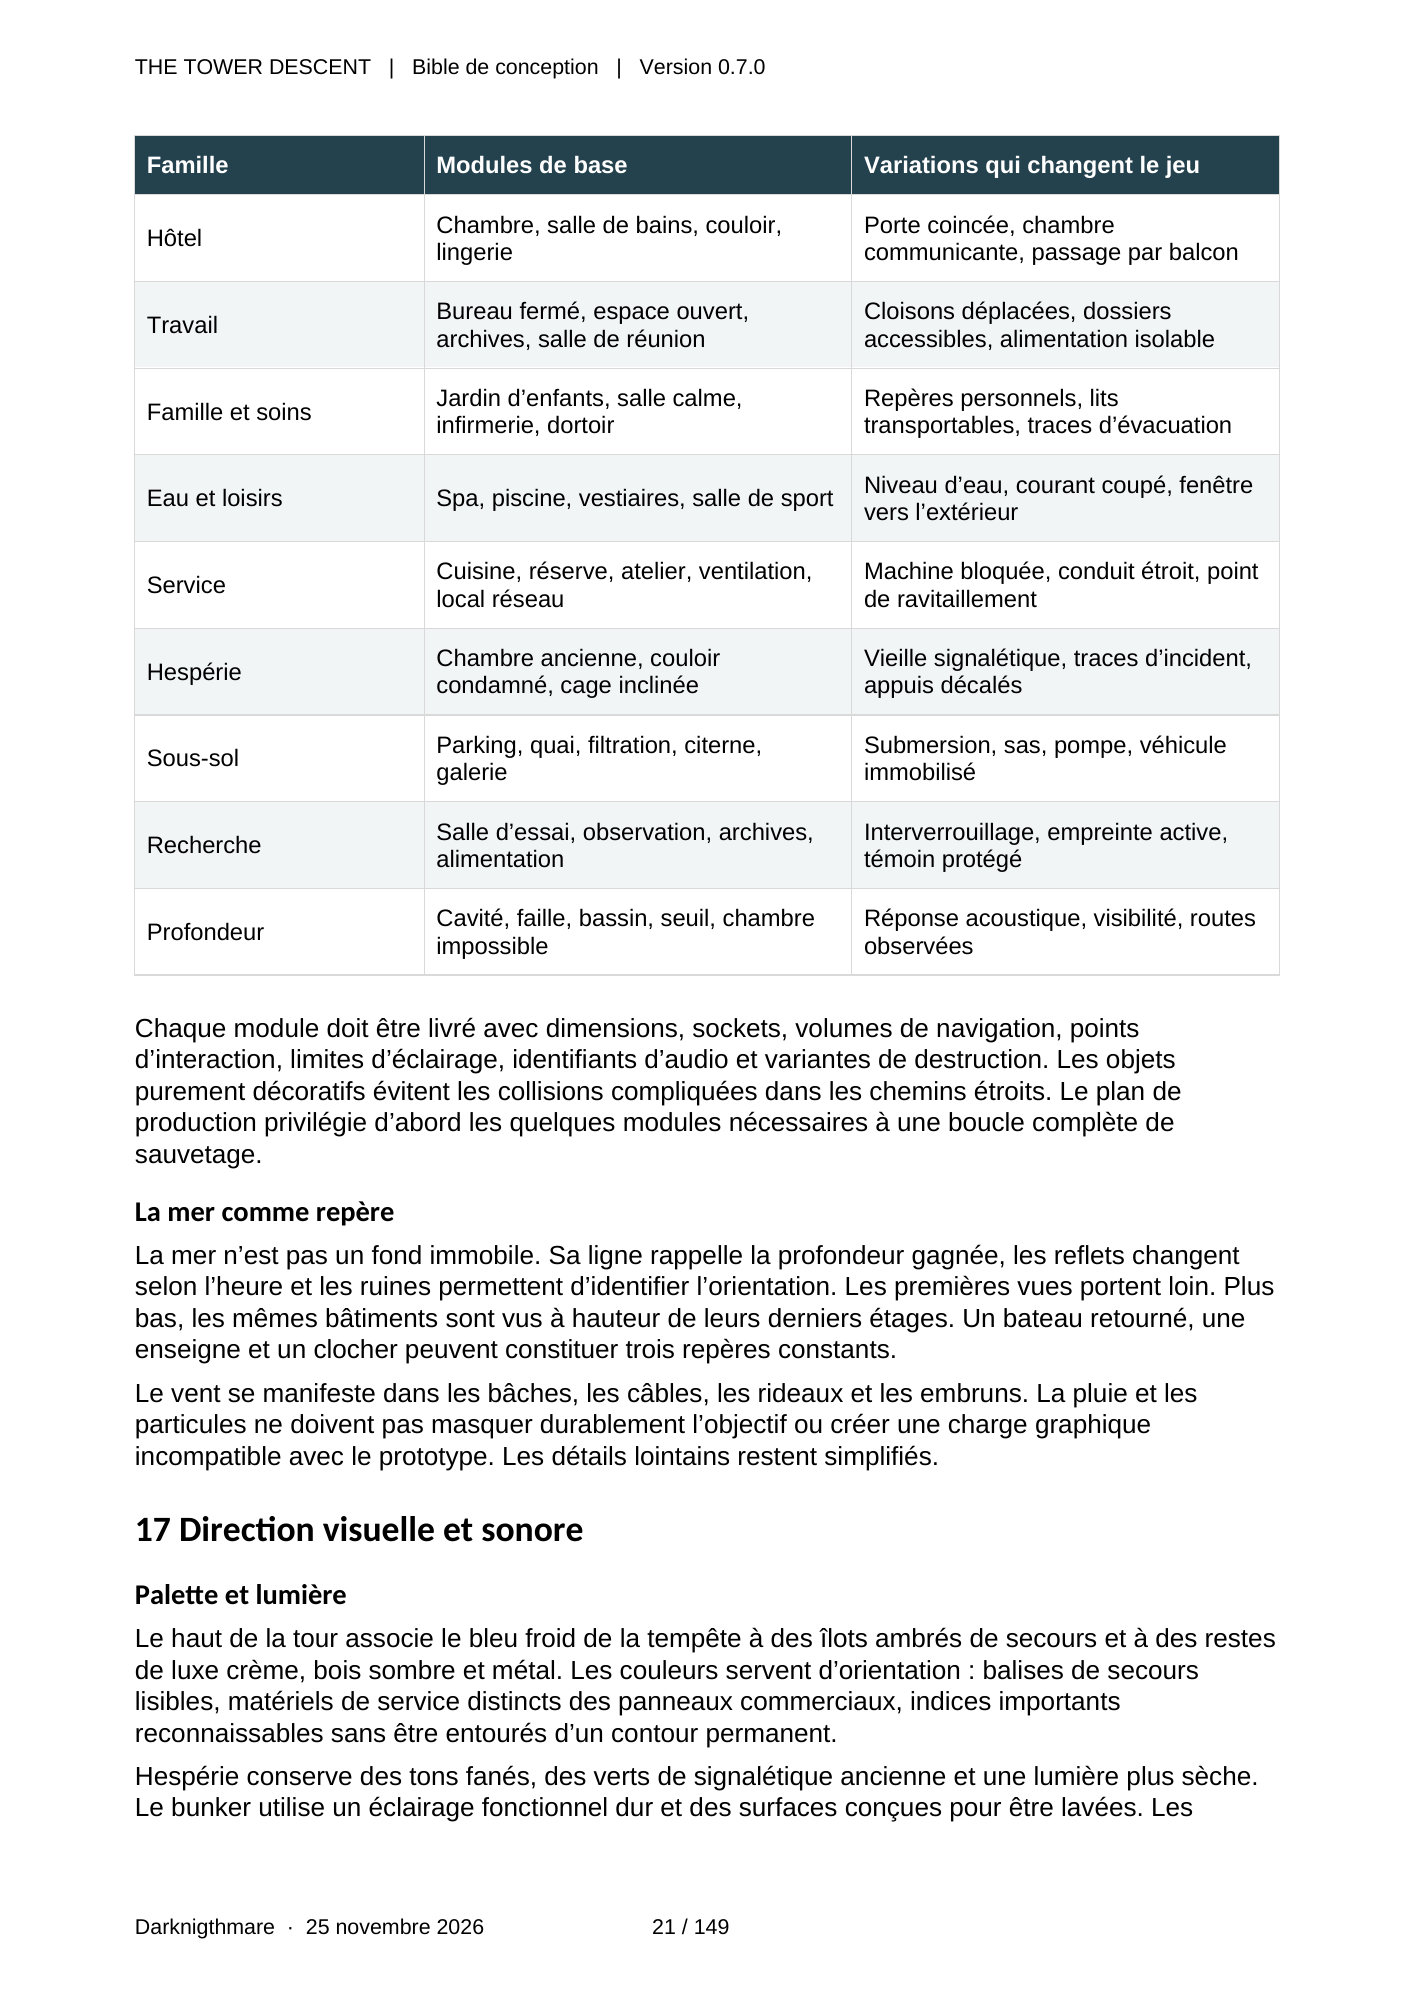 THE TOWER DESCENT | Bible de conception | Version 0.7.0
Famille
Modules de base
Variations qui changent le jeu
Hôtel
Chambre, salle de bains, couloir,
lingerie
Porte coincée, chambre
communicante, passage par balcon
Travail
Bureau fermé, espace ouvert,
archives, salle de réunion
Cloisons déplacées, dossiers
accessibles, alimentation isolable
Famille et soins
Jardin d’enfants, salle calme,
infirmerie, dortoir
Repères personnels, lits
transportables, traces d’évacuation
Eau et loisirs
Spa, piscine, vestiaires, salle de sport
Niveau d’eau, courant coupé, fenêtre
vers l’extérieur
Service
Cuisine, réserve, atelier, ventilation,
local réseau
Machine bloquée, conduit étroit, point
de ravitaillement
Hespérie
Chambre ancienne, couloir
condamné, cage inclinée
Vieille signalétique, traces d’incident,
appuis décalés
Sous-sol
Parking, quai, filtration, citerne,
galerie
Submersion, sas, pompe, véhicule
immobilisé
Recherche
Salle d’essai, observation, archives,
alimentation
Interverrouillage, empreinte active,
témoin protégé
Profondeur
Cavité, faille, bassin, seuil, chambre
impossible
Réponse acoustique, visibilité, routes
observées
Chaque module doit être livré avec dimensions, sockets, volumes de navigation, points
d’interaction, limites d’éclairage, identifiants d’audio et variantes de destruction. Les objets
purement décoratifs évitent les collisions compliquées dans les chemins étroits. Le plan de
production privilégie d’abord les quelques modules nécessaires à une boucle complète de
sauvetage.
La mer comme repère
La mer n’est pas un fond immobile. Sa ligne rappelle la profondeur gagnée, les reflets changent
selon l’heure et les ruines permettent d’identifier l’orientation. Les premières vues portent loin. Plus
bas, les mêmes bâtiments sont vus à hauteur de leurs derniers étages. Un bateau retourné, une
enseigne et un clocher peuvent constituer trois repères constants.
Le vent se manifeste dans les bâches, les câbles, les rideaux et les embruns. La pluie et les
particules ne doivent pas masquer durablement l’objectif ou créer une charge graphique
incompatible avec le prototype. Les détails lointains restent simplifiés.
17 Direction visuelle et sonore
Palette et lumière
Le haut de la tour associe le bleu froid de la tempête à des îlots ambrés de secours et à des restes
de luxe crème, bois sombre et métal. Les couleurs servent d’orientation : balises de secours
lisibles, matériels de service distincts des panneaux commerciaux, indices importants
reconnaissables sans être entourés d’un contour permanent.
Hespérie conserve des tons fanés, des verts de signalétique ancienne et une lumière plus sèche.
Le bunker utilise un éclairage fonctionnel dur et des surfaces conçues pour être lavées. Les
Darknigthmare · 25 novembre 2026
21 / 149